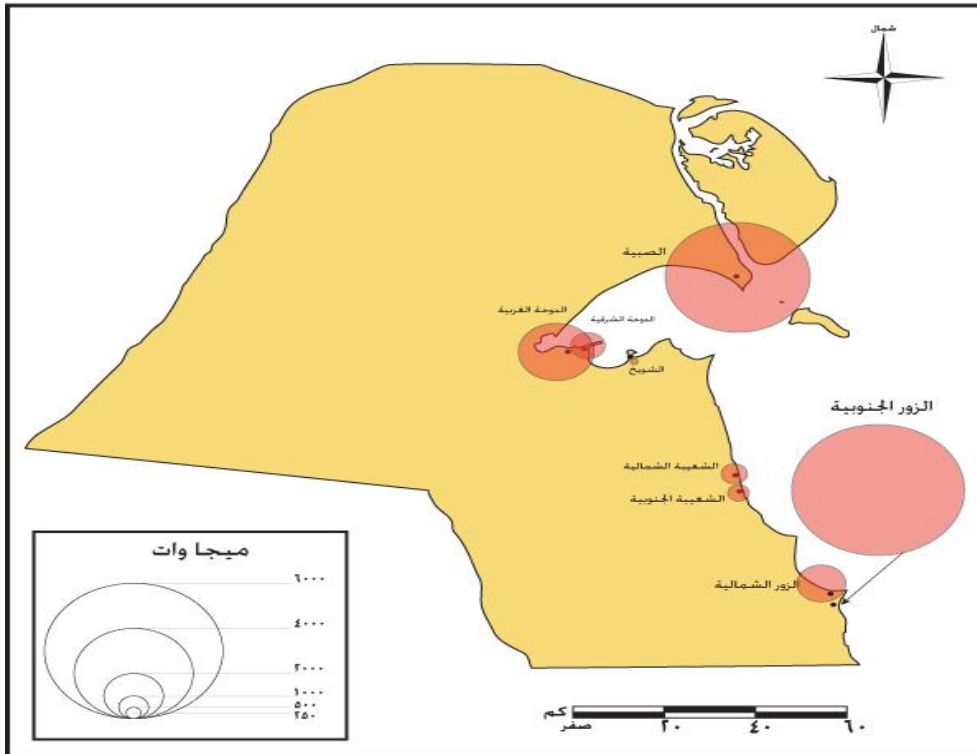 شمال
الصبية
الدوحة الغربية
الدوحة الشرقية
الشويخ
الزور الجنوبية
الشعيبة الشمالية
الشعيبة الجنوبية
الزور الشمالية
ميجا وات
٦٠٠٠
٤٠٠٠
٢٠٠٠
١٠٠٠
٥٠٠
٢٥٠
كم
صفر ٢٠ ٤٠ ٦٠